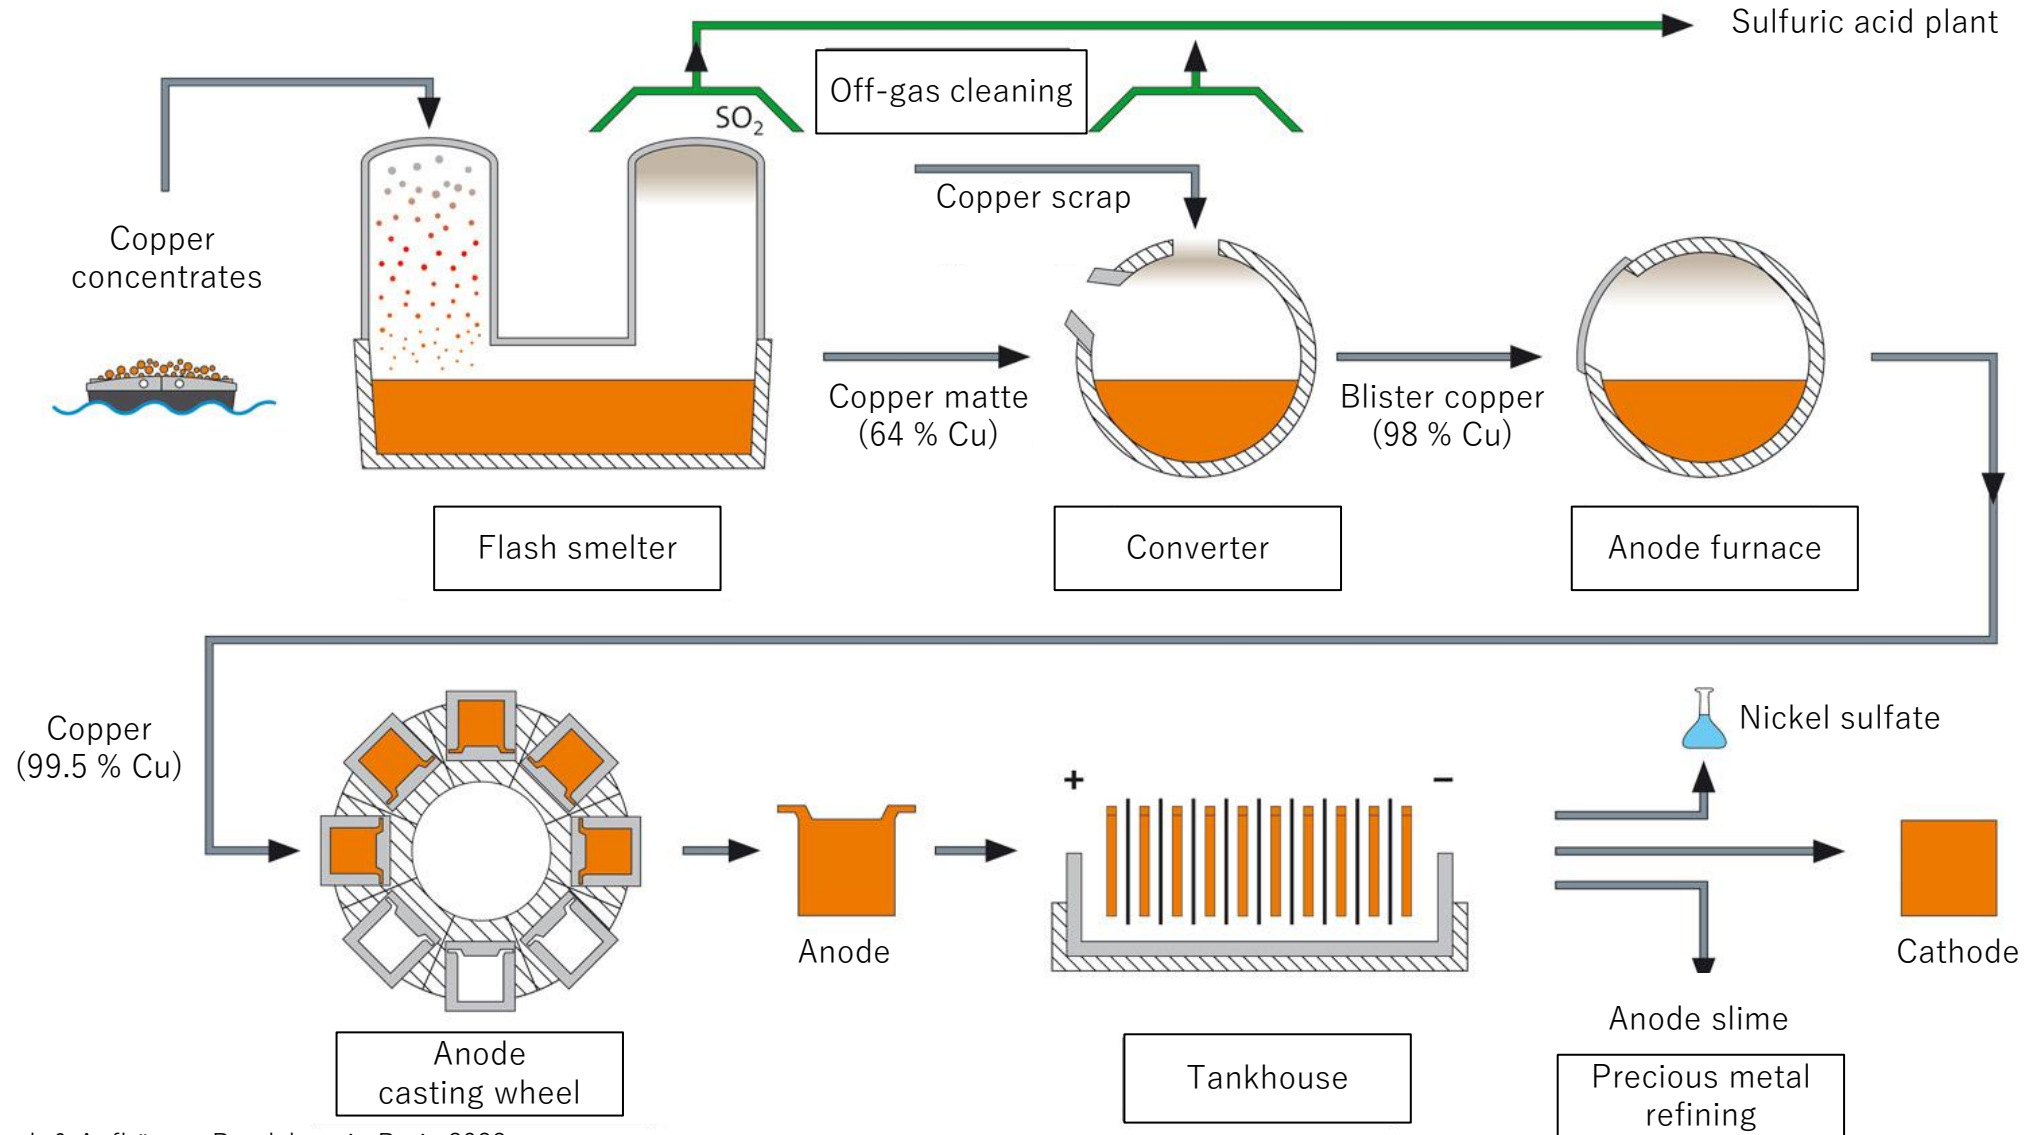 Sulfuric acid plant
Off-gas cleaning
SO₂
Copper scrap
Copper
concentrates
Copper matte
(64 % Cu)
Blister copper
(98 % Cu)
Flash smelter
Converter
Anode furnace
Copper
(99.5 % Cu)
Nickel sulfate
+
−
Anode
Cathode
Anode slime
Anode
casting wheel
Tankhouse
Precious metal
refining